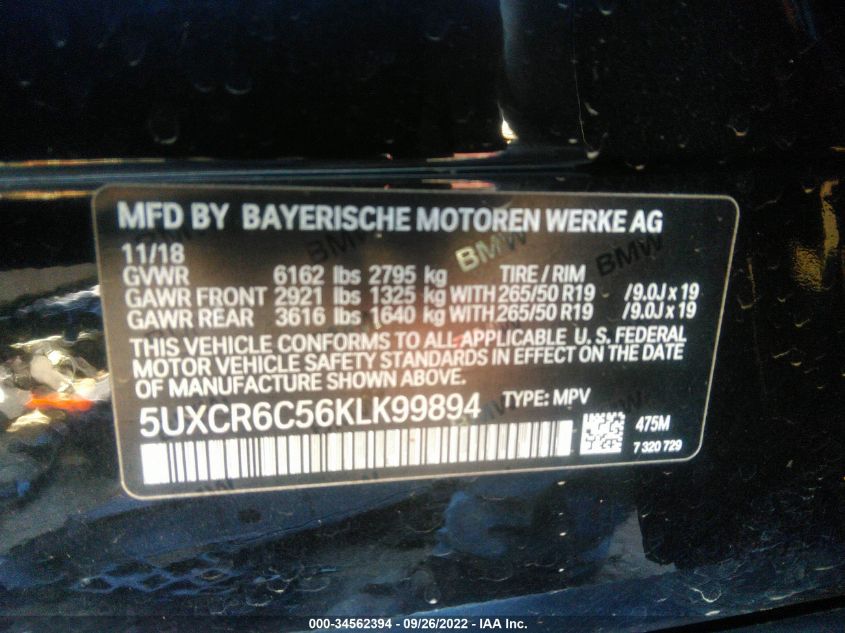 MFD BY BAYERISCHE MOTOREN WERKE AG
11/18
GVWR 6162 lbs 2795 kg TIRE / RIM
GAWR FRONT 2921 lbs 1325 kg WITH 265/50 R19 /9.0J x 19
GAWR REAR 3616 lbs 1640 kg WITH 265/50 R19 /9.0J x 19
THIS VEHICLE CONFORMS TO ALL APPLICABLE U. S. FEDERAL
MOTOR VEHICLE SAFETY STANDARDS IN EFFECT ON THE DATE
OF MANUFACTURE SHOWN ABOVE.
5UXCR6C56KLK99894 TYPE: MPV
475M
7 320 729
BMW
BMW
BMW
000-34562394 - 09/26/2022 - IAA Inc.